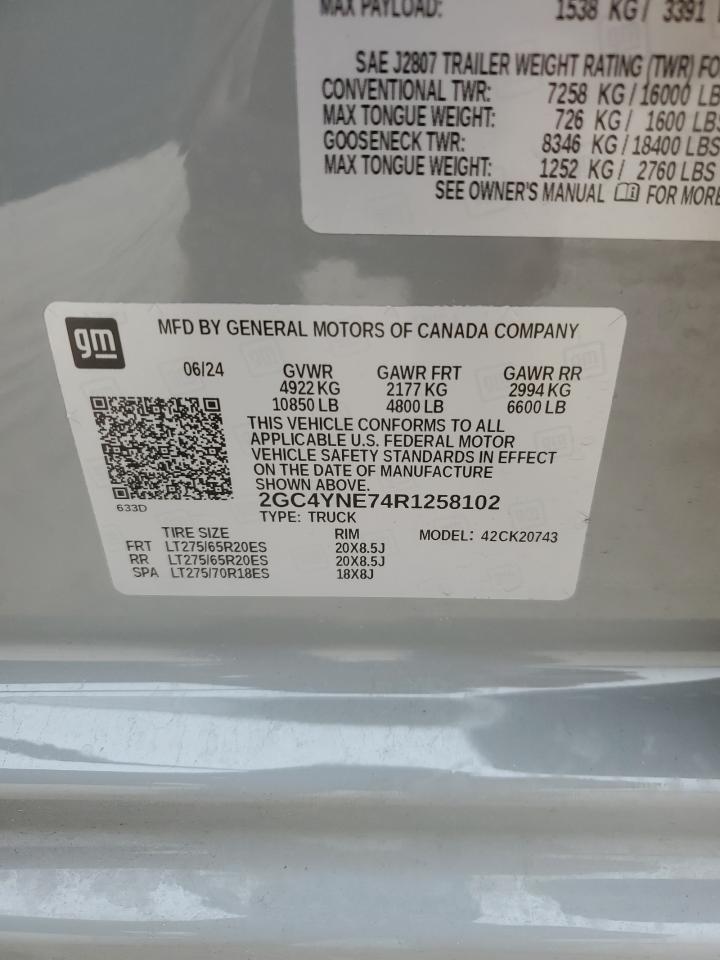 MAX PAYLOAD: 1538 KG / 3391
SAE J2807 TRAILER WEIGHT RATING (TWR) FO
CONVENTIONAL TWR: 7258 KG/16000 LB
MAX TONGUE WEIGHT: 726 KG/ 1600 LBS
GOOSENECK TWR: 8346 KG/18400 LBS
MAX TONGUE WEIGHT: 1252 KG/ 2760 LBS
SEE OWNER'S MANUAL FOR MORE
gm
MFD BY GENERAL MOTORS OF CANADA COMPANY
06/24 GVWR GAWR FRT GAWR RR
4922 KG 2177 KG 2994 KG
10850 LB 4800 LB 6600 LB
THIS VEHICLE CONFORMS TO ALL
APPLICABLE U.S. FEDERAL MOTOR
VEHICLE SAFETY STANDARDS IN EFFECT
ON THE DATE OF MANUFACTURE
SHOWN ABOVE.
633D 2GC4YNE74R1258102
TYPE: TRUCK
TIRE SIZE RIM MODEL: 42CK20743
FRT LT275/65R20ES 20X8.5J
RR LT275/65R20ES 20X8.5J
SPA LT275/70R18ES 18X8J